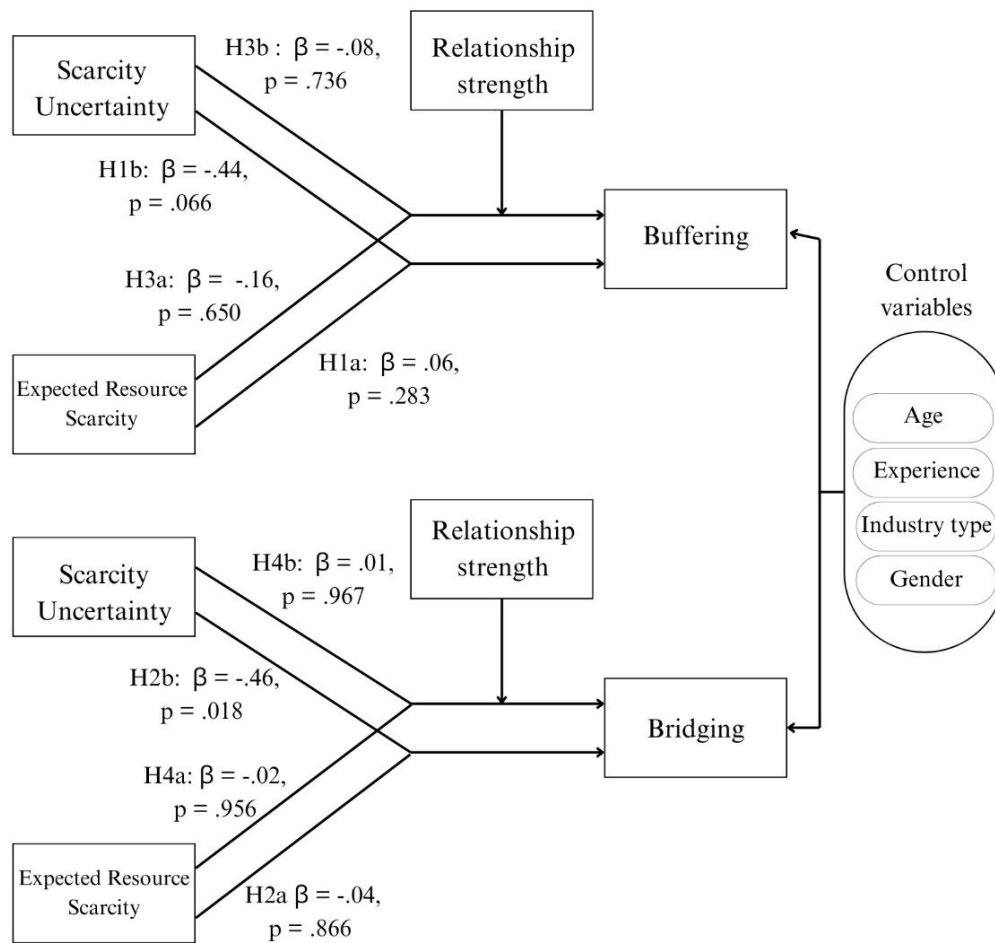 Scarcity
Uncertainty
H3b : β = -.08,
p = .736
Relationship
strength
H1b: β = -.44,
p = .066
Buffering
H3a: β = -.16,
p = .650
Expected Resource
Scarcity
H1a: β = .06,
p = .283
Control
variables
Age
Experience
Industry type
Gender
Scarcity
Uncertainty
H4b: β = .01,
p = .967
Relationship
strength
H2b: β = -.46,
p = .018
Bridging
H4a: β = -.02,
p = .956
Expected Resource
Scarcity
H2a β = -.04,
p = .866